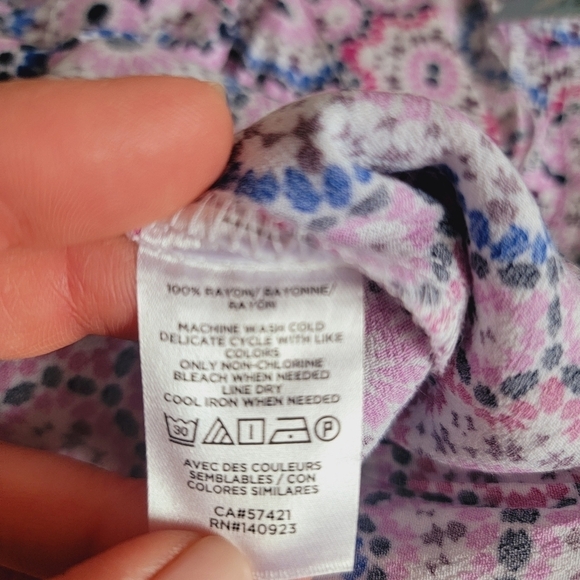 100% RAYON/ RAYONNE/
RAYÓN
MACHINE WASH COLD
DELICATE CYCLE WITH LIKE
COLORS
ONLY NON-CHLORINE
BLEACH WHEN NEEDED
LINE DRY
COOL IRON WHEN NEEDED
30 P
AVEC DES COULEURS
SEMBLABLES / CON
COLORES SIMILARES
CA#57421
RN#140923